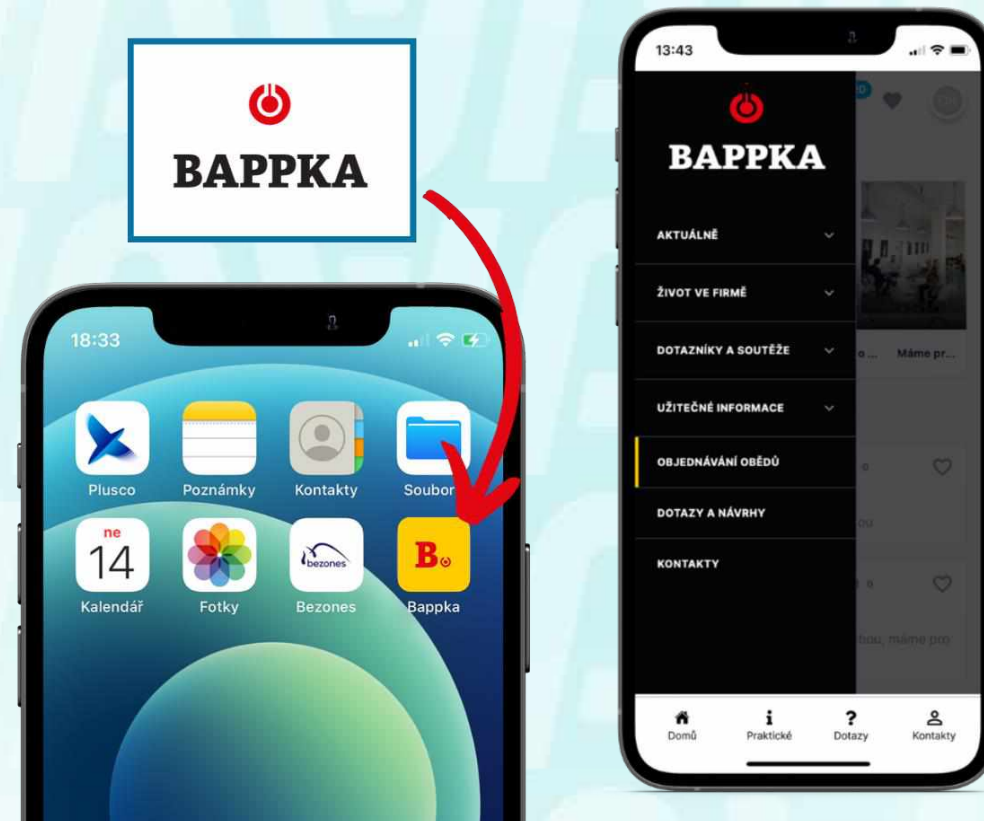 BAPPKA
18:33
Plusco
Poznámky
Kontakty
Soubor
ne
14
bezones
B
Kalendář
Fotky
Bezones
Bappka
13:43
BAPPKA
AKTUÁLNĚ
ŽIVOT VE FIRMĚ
DOTAZNÍKY A SOUTĚŽE
o ... Máme pr...
UŽITEČNÉ INFORMACE
OBJEDNÁVÁNÍ OBĚDŮ
DOTAZY A NÁVRHY
KONTAKTY
Domů
Praktické
Dotazy
Kontakty